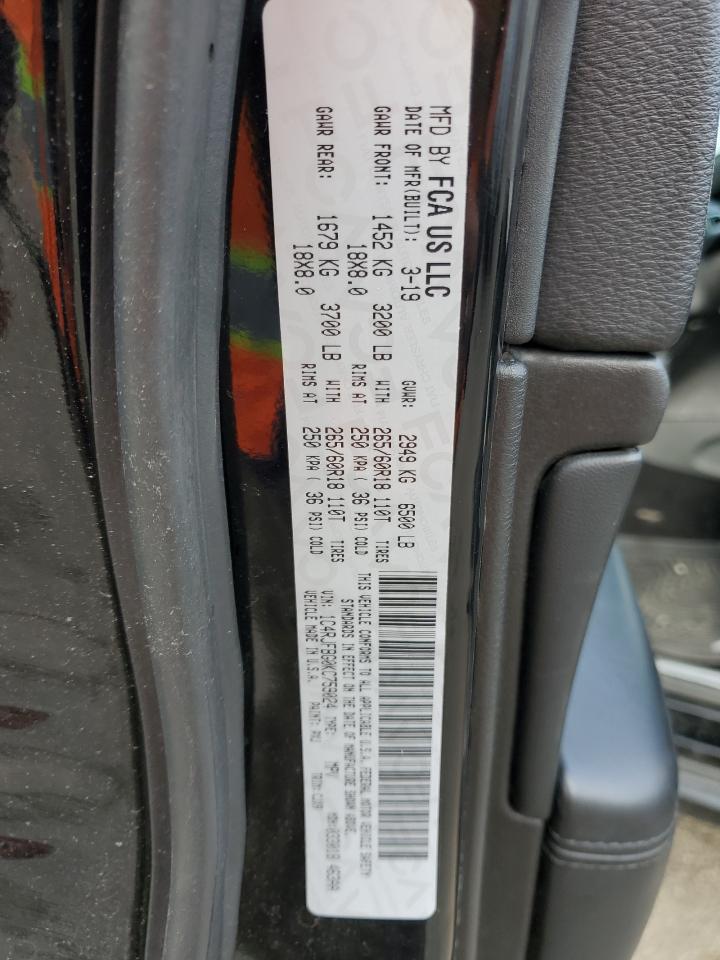 MFD BY FCA US LLC
DATE OF MFR(BUILT): 3-19 GVWR: 2949 KG 6500 LB
GAWR FRONT: 1452 KG 3200 LB WITH 265/60R18 110T TIRES
18X8.0 RIMS AT 250 KPA ( 36 PSI) COLD
GAWR REAR: 1679 KG 3700 LB WITH 265/60R18 110T TIRES
18X8.0 RIMS AT 250 KPA ( 36 PSI) COLD
THIS VEHICLE CONFORMS TO ALL APPLICABLE U.S.A. FEDERAL MOTOR VEHICLE SAFETY
STANDARDS IN EFFECT ON THE DATE OF MANUFACTURE SHOWN ABOVE.
VIN: 1C4RJFBG0KC759024 TYPE: MPV
VEHICLE MADE IN U.S.A. PAINT: TRIM: